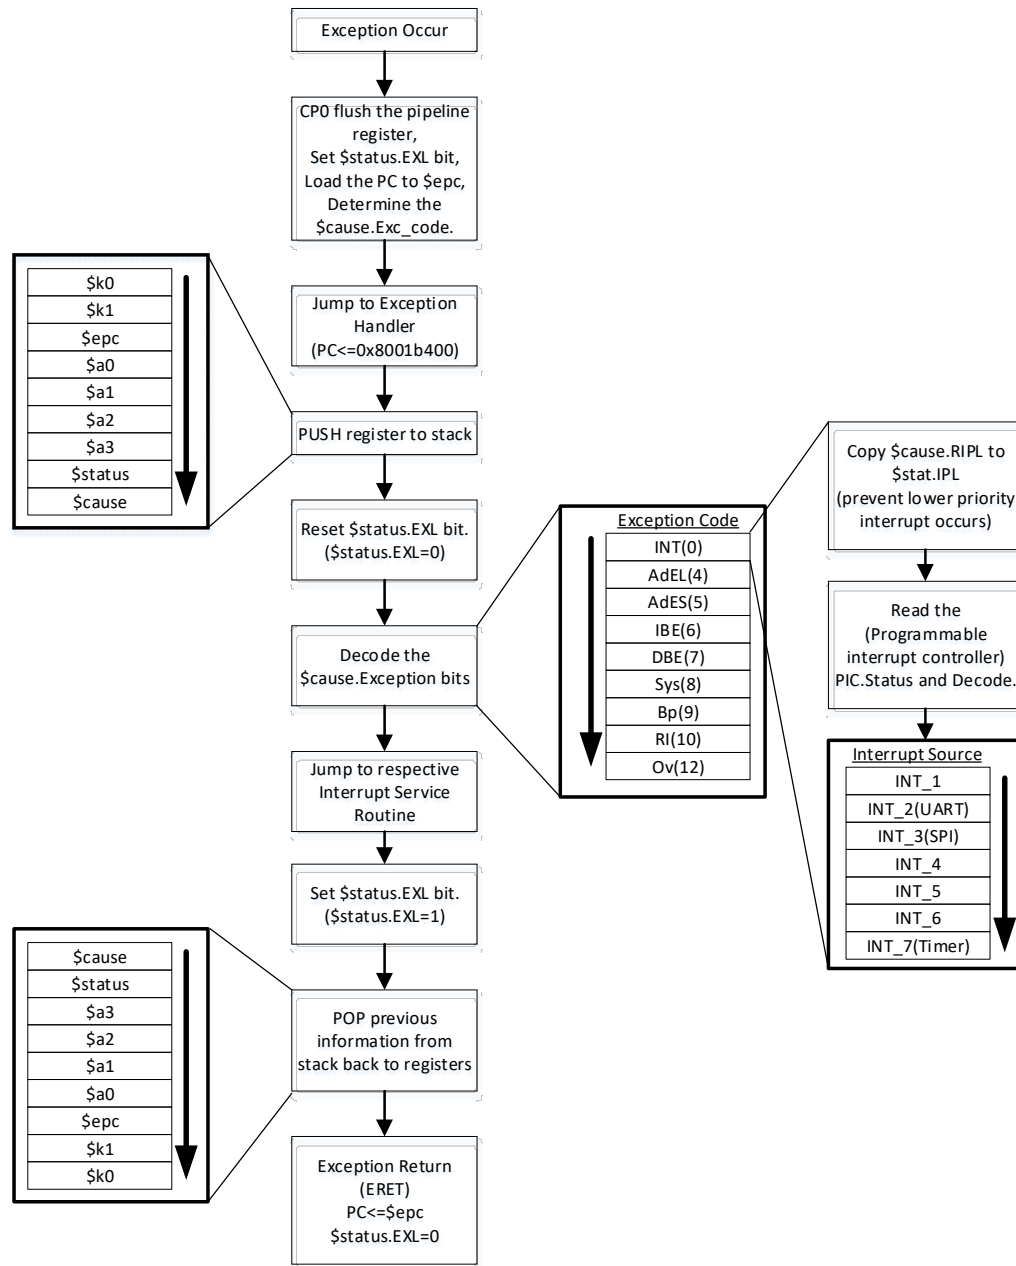 Exception Occur
CP0 flush the pipeline
register,
Set $status.EXL bit,
Load the PC to $epc,
Determine the
$cause.Exc_code.
Jump to Exception
Handler
(PC<=0x8001b400)
$k0
$k1
$epc
$a0
$a1
$a2
$a3
$status
$cause
PUSH register to stack
Reset $status.EXL bit.
($status.EXL=0)
Decode the
$cause.Exception bits
Exception Code
INT(0)
AdEL(4)
AdES(5)
IBE(6)
DBE(7)
Sys(8)
Bp(9)
RI(10)
Ov(12)
Copy $cause.RIPL to
$stat.IPL
(prevent lower priority
interrupt occurs)
Read the
(Programmable
interrupt controller)
PIC.Status and Decode.
Interrupt Source
INT_1
INT_2(UART)
INT_3(SPI)
INT_4
INT_5
INT_6
INT_7(Timer)
Jump to respective
Interrupt Service
Routine
Set $status.EXL bit.
($status.EXL=1)
$cause
$status
$a3
$a2
$a1
$a0
$epc
$k1
$k0
POP previous
information from
stack back to registers
Exception Return
(ERET)
PC<=$epc
$status.EXL=0